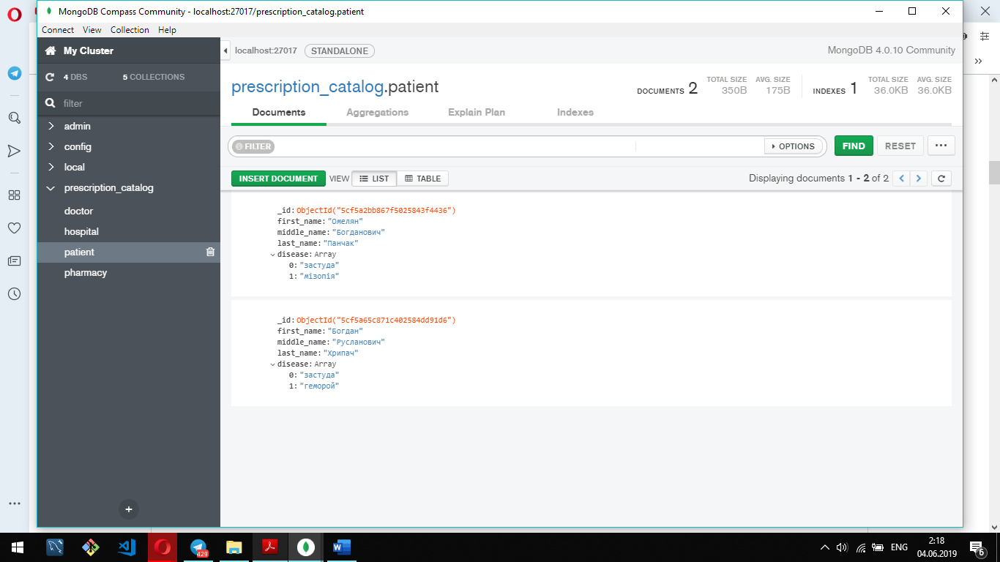 MongoDB Compass Community - localhost:27017/prescription_catalog.patient
Connect View Collection Help
My Cluster
localhost:27017 STANDALONE
MongoDB 4.0.10 Community
4 DBS 5 COLLECTIONS
filter
prescription_catalog.patient
DOCUMENTS 2 TOTAL SIZE 350B AVG. SIZE 175B INDEXES 1 TOTAL SIZE 36.0KB AVG. SIZE 36.0KB
Documents Aggregations Explain Plan Indexes
admin
config
local
prescription_catalog
doctor
hospital
patient
pharmacy
FILTER OPTIONS FIND RESET
INSERT DOCUMENT VIEW LIST TABLE Displaying documents 1 - 2 of 2
_id: ObjectId("5cf5a2bb867f5025843f4436")
first_name: "Омелян"
middle_name: "Богданович"
last_name: "Панчак"
disease: Array
0: "застуда"
1: "мізопія"
_id: ObjectId("5cf5a65c871c402584dd91d6")
first_name: "Богдан"
middle_name: "Русланович"
last_name: "Хрипач"
disease: Array
0: "застуда"
1: "геморой"
429
ENG
2:18
04.06.2019
6